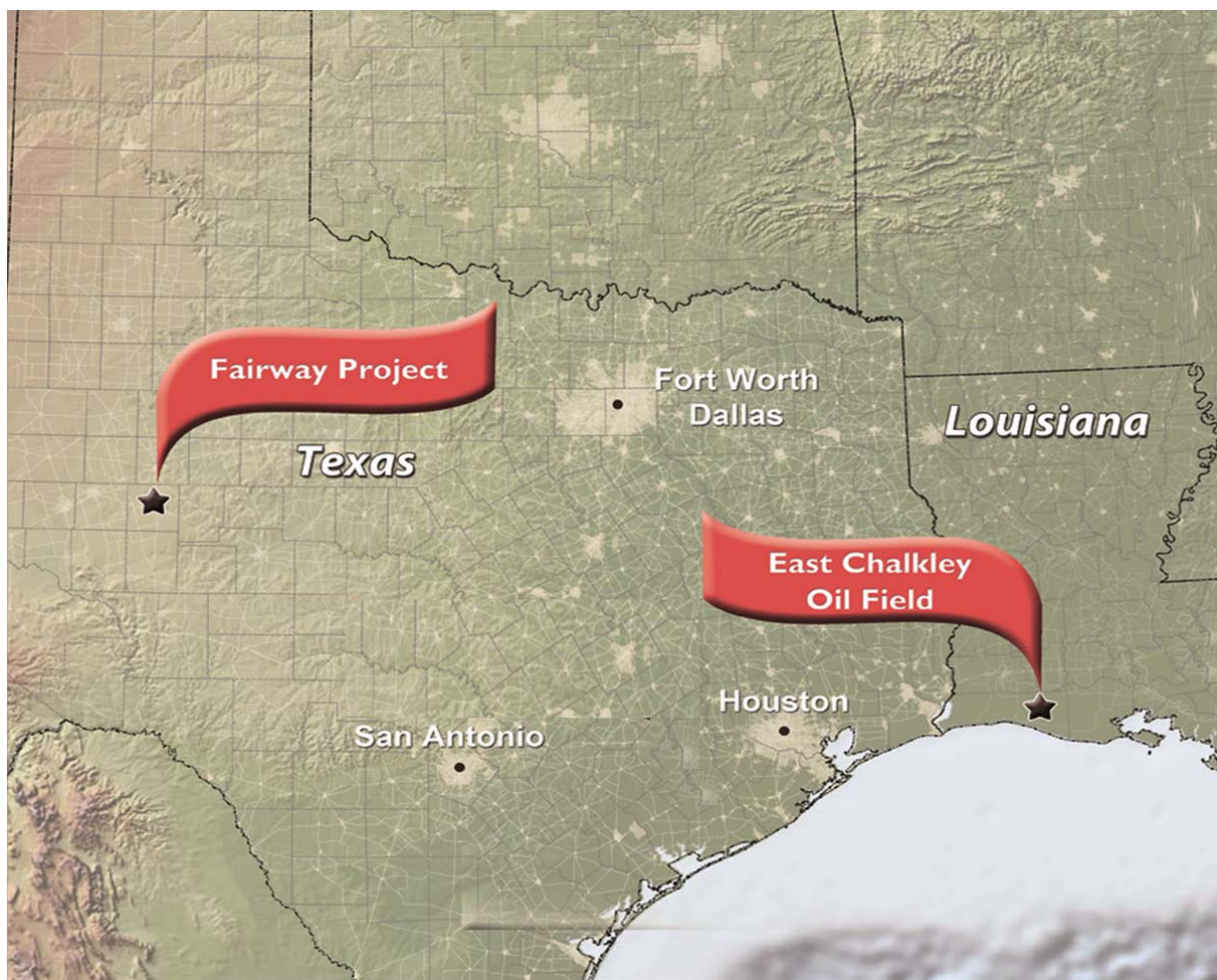 Fairway Project
Fort Worth
Dallas
Louisiana
Texas
East Chalkley
Oil Field
Houston
San Antonio